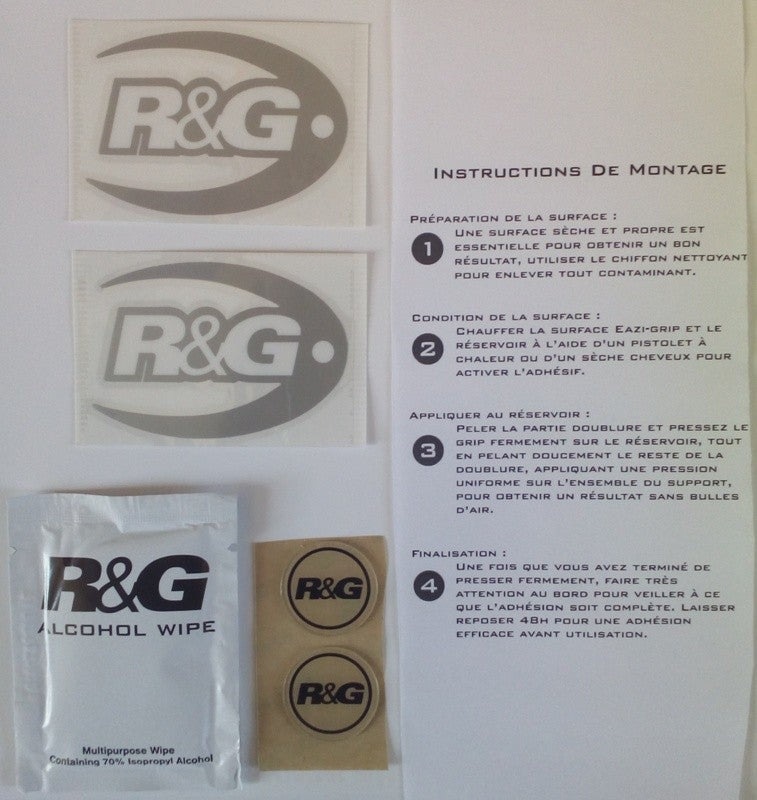 R&G
R&G
R&G
ALCOHOL WIPE
Multipurpose Wipe
Containing 70% Isopropyl Alcohol
R&G
R&G
Instructions De Montage
Préparation de la surface :
1
Une surface sèche et propre est
essentielle pour obtenir un bon
résultat, utiliser le chiffon nettoyant
pour enlever tout contaminant.
Condition de la surface :
2
Chauffer la surface Eazi-grip et le
réservoir à l'aide d'un pistolet à
chaleur ou d'un sèche cheveux pour
activer l'adhésif.
Appliquer au réservoir :
3
Peler la partie doublure et pressez le
grip fermement sur le réservoir, tout
en pelant doucement le reste de la
doublure, appliquant une pression
uniforme sur l'ensemble du support,
pour obtenir un résultat sans bulles
d'air.
Finalisation :
4
Une fois que vous avez terminé de
presser fermement, faire très
attention au bord pour veiller à ce
que l'adhésion soit complète. Laisser
reposer 48h pour une adhésion
efficace avant utilisation.